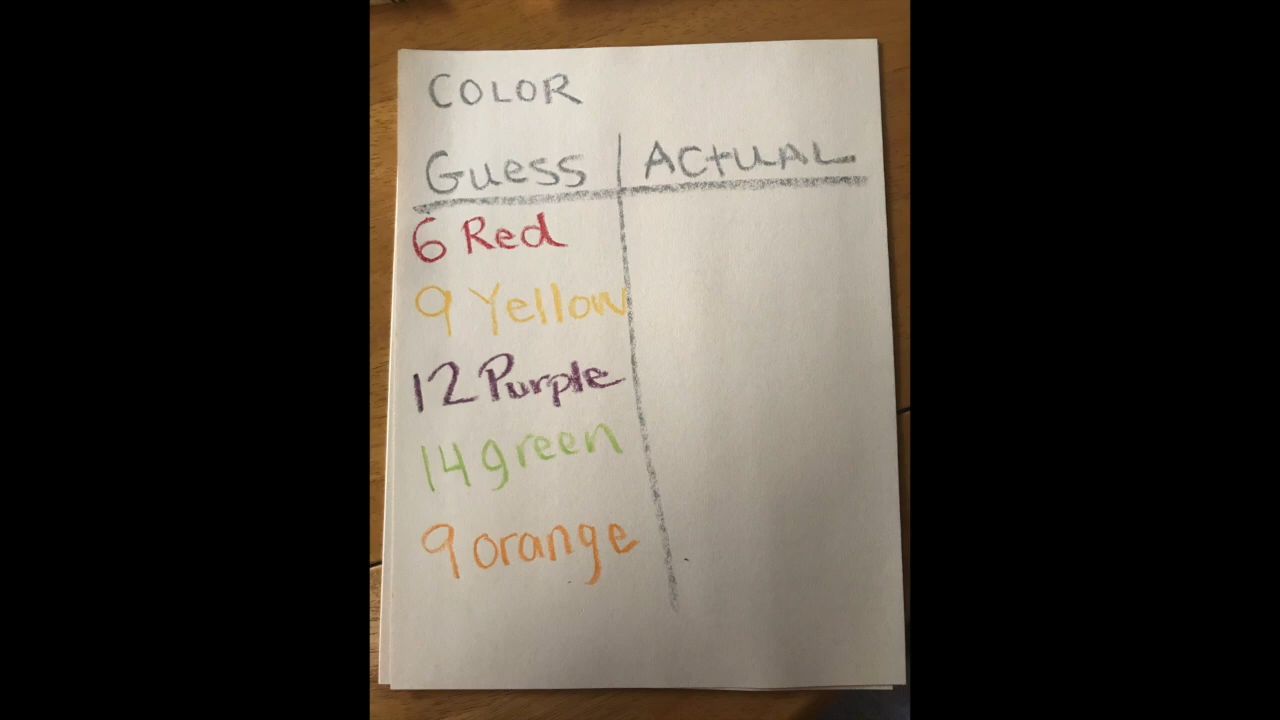 COLOR
Guess | ACTUAL
6 Red
9 Yellow
12 Purple
14 green
9 orange